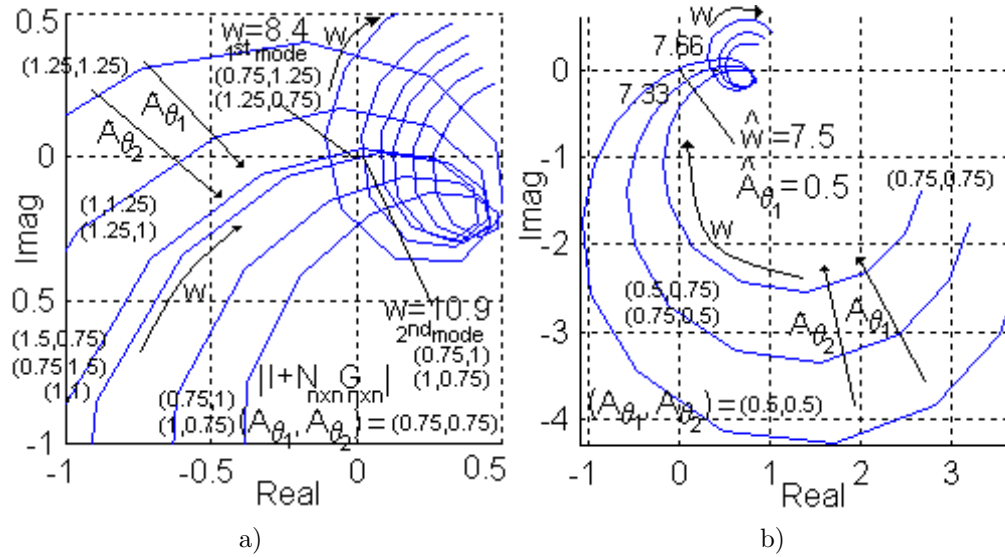 0.5
0
0.5
-1
Imag
-1
-0.5
0
0.5
Real
w=8.4
1st mode
(0.75,1.25)
(1.25,0.75)
w
(1.25,1.25)
Aθ1
Aθ2
(1,1.25)
(1.25,1)
w
w=10.9
2nd mode
(0.75,1)
(1,0.75)
(1.5,0.75)
(0.75,1.5)
(1,1)
(0.75,1)
(1,0.75)
|I+NnxnGnxn|
(Aθ1, Aθ2)=(0.75,0.75)
a)
0
-1
-2
-3
-4
Imag
-1
0
1
2
3
Real
w
7.66
7.33
ŵ=7.5
Âθ1=0.5
(0.75,0.75)
w
(0.5,0.75)
(0.75,0.5)
Aθ2
Aθ1
(Aθ1, Aθ2)=(0.5,0.5)
b)